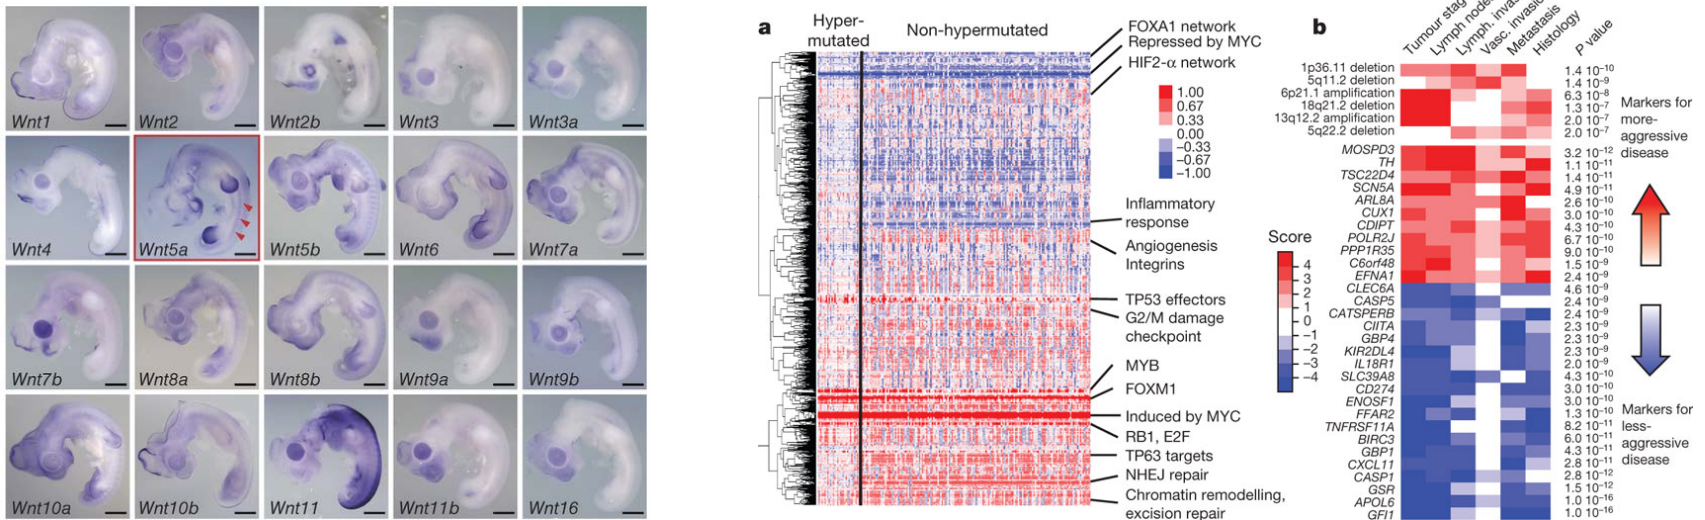 Wnt1
Wnt2
Wnt2b
Wnt3
Wnt3a
Wnt4
Wnt5a
Wnt5b
Wnt6
Wnt7a
Wnt7b
Wnt8a
Wnt8b
Wnt9a
Wnt9b
Wnt10a
Wnt10b
Wnt11
Wnt11b
Wnt16
a
Hyper-
mutated
Non-hypermutated
FOXA1 network
Repressed by MYC
HIF2-α network
1.00
0.67
0.33
0.00
−0.33
−0.67
−1.00
Inflammatory
response
Angiogenesis
Integrins
TP53 effectors
G2/M damage
checkpoint
MYB
FOXM1
Induced by MYC
RB1, E2F
TP63 targets
NHEJ repair
Chromatin remodelling,
excision repair
Score
4
3
2
1
0
−1
−2
−3
−4
b
Tumour stag
Lymph nodes
Lymph. invas
Vasc. invasio
Metastasis
Histology
P value
1p36.11 deletion 1.4 10−10
5q11.2 deletion 1.4 10−9
6p21.1 amplification 6.3 10−8
18q21.2 deletion 1.3 10−7
13q12.2 amplification 2.0 10−7
5q22.2 deletion 2.0 10−7
MOSPD3 3.2 10−12
TH 1.1 10−11
TSC22D4 1.4 10−11
SCN5A 4.9 10−11
ARL8A 2.6 10−10
CUX1 3.0 10−10
CDIPT 4.3 10−10
POLR2J 6.7 10−10
PPP1R35 9.0 10−10
C6orf48 1.5 10−9
EFNA1 2.4 10−9
CLEC6A 4.6 10−9
CASP5 2.4 10−9
CATSPERB 2.4 10−9
CIITA 2.3 10−9
GBP4 2.3 10−9
KIR2DL4 2.3 10−9
IL18R1 2.0 10−9
SLC39A8 4.3 10−10
CD274 3.0 10−10
ENOSF1 3.0 10−10
FFAR2 1.3 10−10
TNFRSF11A 8.2 10−11
BIRC3 6.0 10−11
GBP1 4.3 10−11
CXCL11 2.8 10−11
CASP1 2.8 10−12
GSR 1.5 10−12
APOL6 1.0 10−16
GFI1 1.0 10−16
Markers for
more-
aggressive
disease
Markers for
less-
aggressive
disease